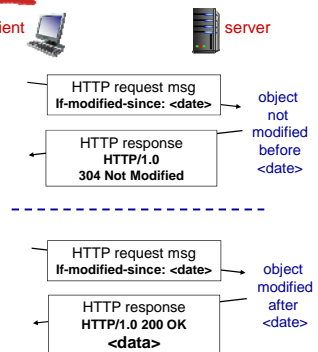 ient
server
HTTP request msg
If-modified-since: <date>
object
not
modified
before
<date>
HTTP response
HTTP/1.0
304 Not Modified
HTTP request msg
If-modified-since: <date>
object
modified
after
<date>
HTTP response
HTTP/1.0 200 OK
<data>